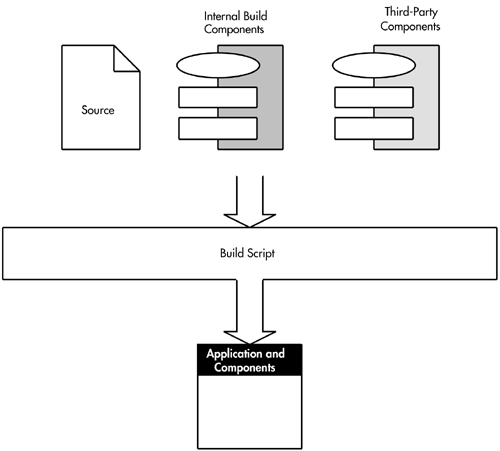 Internal Build
Components
Third-Party
Components
Source
Build Script
Application and
Components